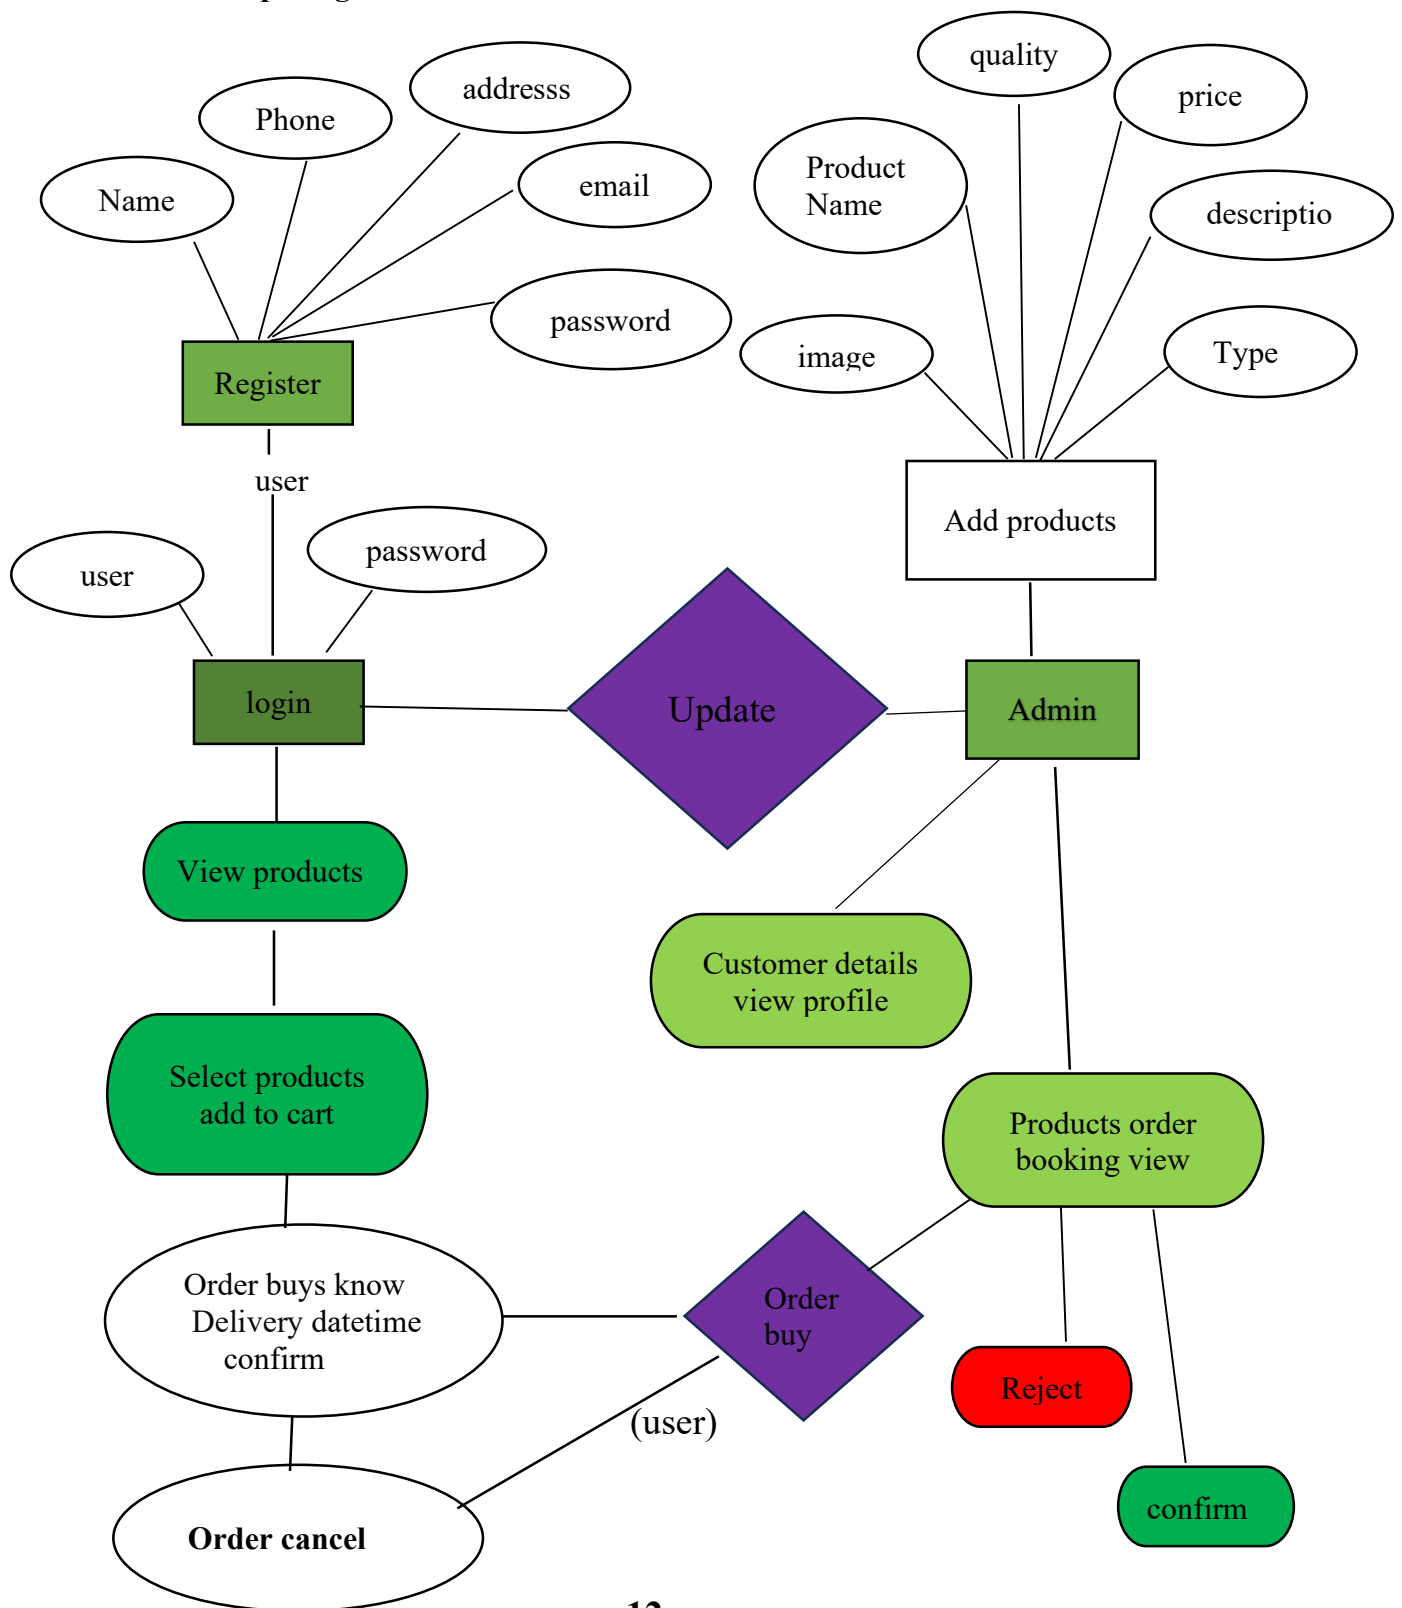 quality
addresss
price
Phone
Product
Name
email
Name
descriptio
password
image
Type
Register
user
Add products
password
user
login
Update
Admin
View products
Customer details
view profile
Select products
add to cart
Products order
booking view
Order buys know
Delivery datetime
confirm
Order
buy
Reject
(user)
confirm
Order cancel